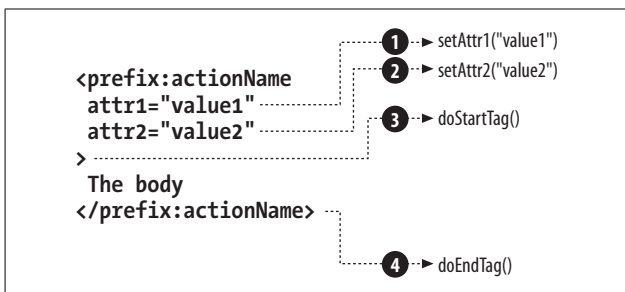 1 setAttr1("value1")
2 setAttr2("value2")
<prefix:actionName
attr1="value1"
attr2="value2"
3 doStartTag()
>
The body
</prefix:actionName>
4 doEndTag()